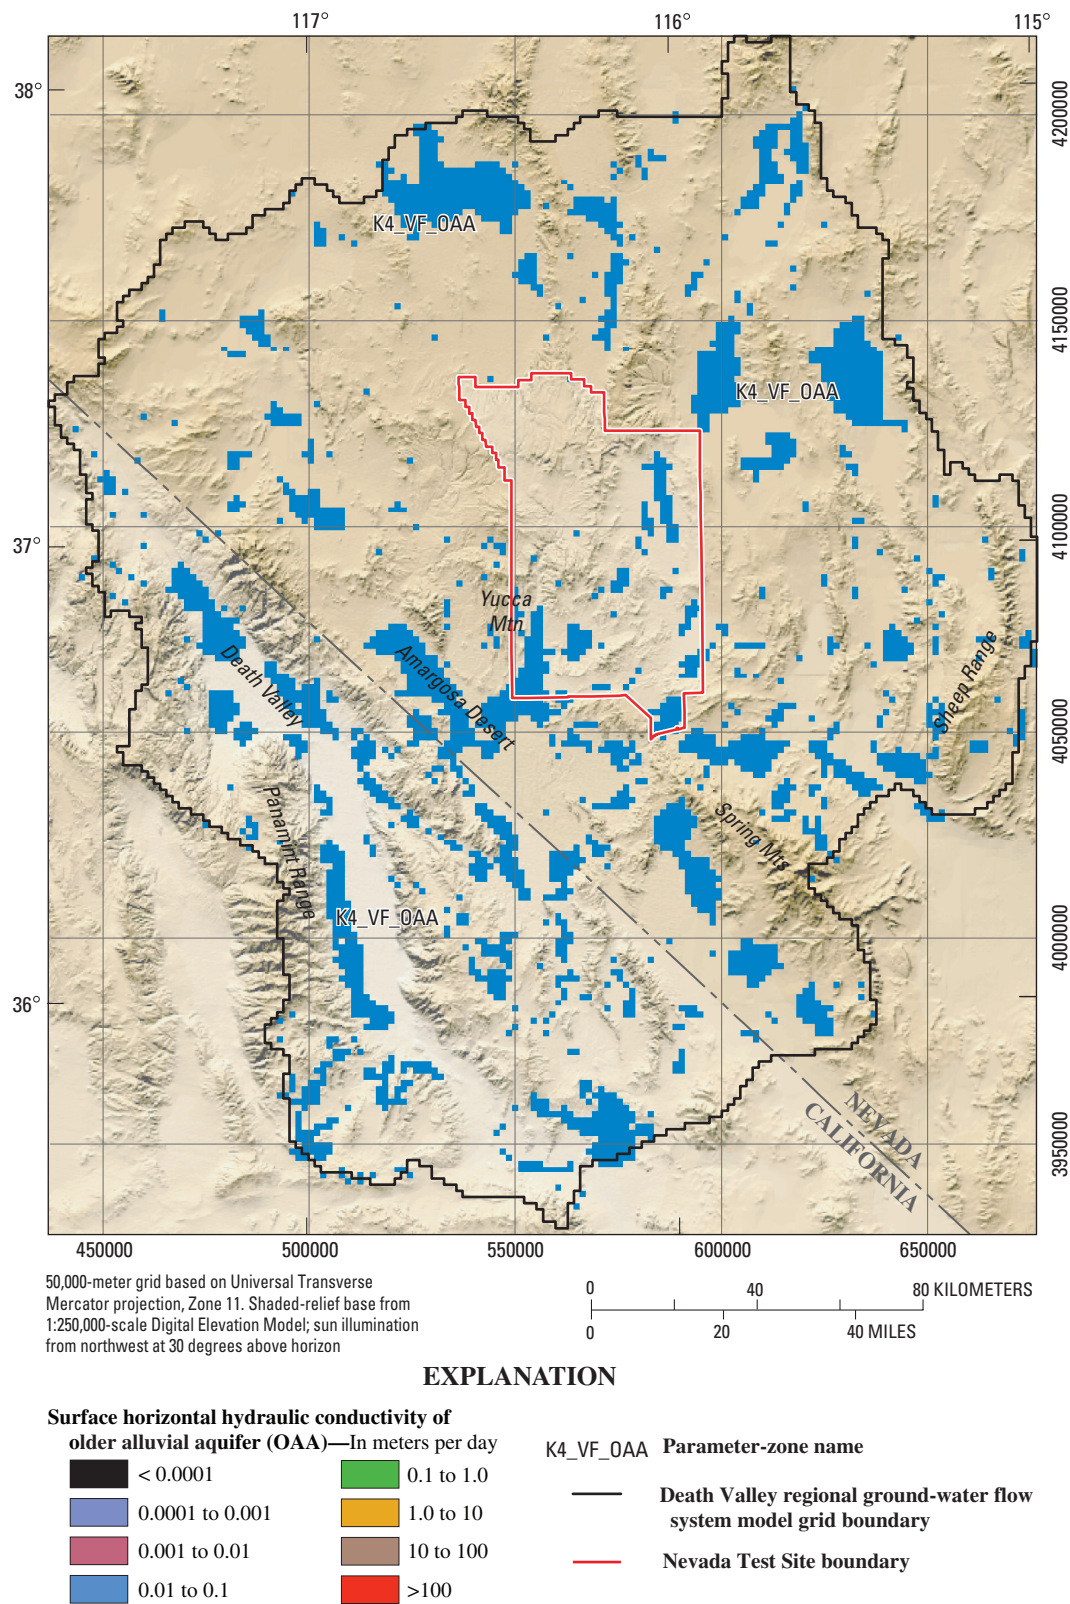 117°
116°
115°
38°
4200000
K4_VF_OAA
4150000
K4_VF_OAA
37°
4100000
Yucca
Mtn
Death Valley
Amargosa Desert
Sheep Range
4050000
Panamint Range
Spring Mts
K4_VF_OAA
4000000
36°
NEVADA
CALIFORNIA
3950000
450000
500000
550000
600000
650000
50,000-meter grid based on Universal Transverse
Mercator projection, Zone 11. Shaded-relief base from
1:250,000-scale Digital Elevation Model; sun illumination
from northwest at 30 degrees above horizon
0 40 80 KILOMETERS
0 20 40 MILES
EXPLANATION
Surface horizontal hydraulic conductivity of
older alluvial aquifer (OAA)—In meters per day
< 0.0001
0.0001 to 0.001
0.001 to 0.01
0.01 to 0.1
0.1 to 1.0
1.0 to 10
10 to 100
>100
K4_VF_OAA Parameter-zone name
Death Valley regional ground-water flow
system model grid boundary
Nevada Test Site boundary